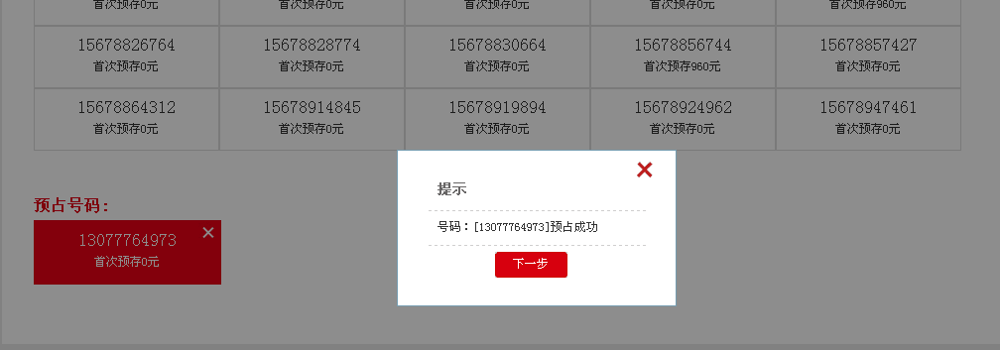 首次预存0元 首次预存0元 首次预存0元 首次预存0元 首次预存960元
15678826764 15678828774 15678830664 15678856744 15678857427
首次预存0元 首次预存0元 首次预存0元 首次预存960元 首次预存0元
15678864312 15678914845 15678919894 15678924962 15678947461
首次预存0元 首次预存0元 首次预存0元 首次预存0元 首次预存0元
预占号码：
13077764973
首次预存0元
提示
号码：[13077764973]预占成功
下一步